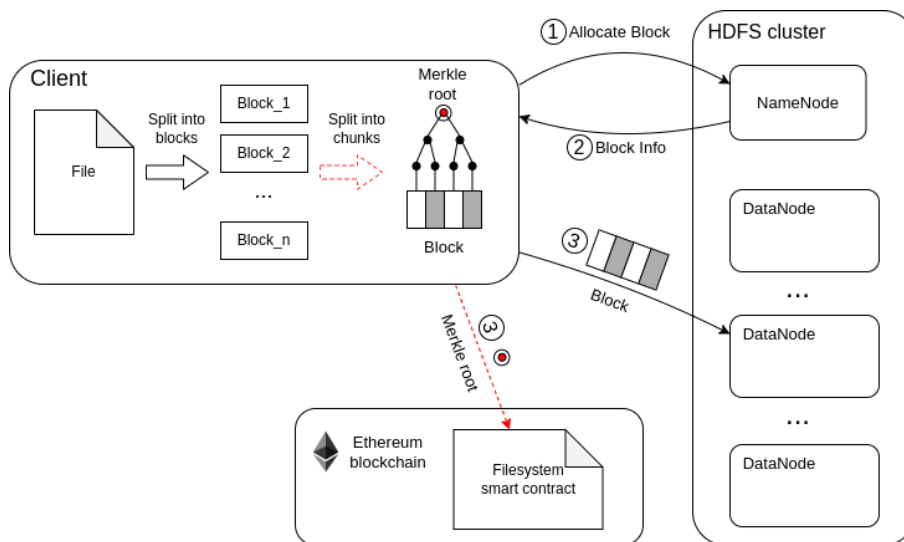 Client
File
Split into
blocks
Block_1
Block_2
...
Block_n
Split into
chunks
Merkle
root
Block
1 Allocate Block
2 Block Info
3
Block
3
Merkle root
HDFS cluster
NameNode
DataNode
...
DataNode
...
DataNode
Ethereum
blockchain
Filesystem
smart contract